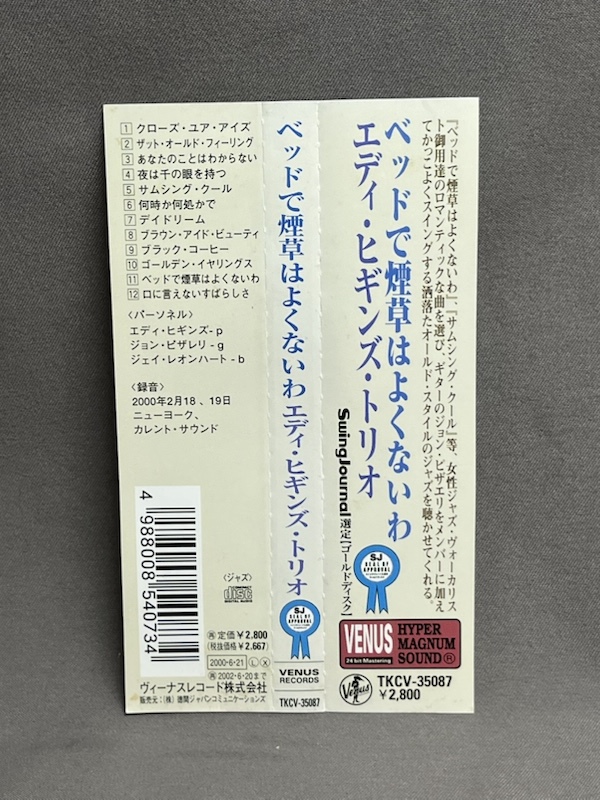 1 クローズ・ユア・アイズ
2 ザット・オールド・フィーリング
3 あなたのことはわからない
4 夜は千の眼を持つ
5 サムシング・クール
6 何時か何処かで
7 デイドリーム
8 ブラウン・アイド・ビューティ
9 ブラック・コーヒー
10 ゴールデン・イヤリングス
11 ベッドで煙草はよくないわ
12 口に言えないすばらしさ
〈パーソネル〉
エディ・ヒギンズ- p
ジョン・ピザレリ - g
ジェイ・レオンハート - b
〈録音〉
2000年2月18、19日
ニューヨーク、
カレント・サウンド
4 988008 540734
〈ジャズ〉
COMPACT disc DIGITAL AUDIO
再 定価￥2,800
(税抜価格￥2,667)
2000・6・21 L X
再 2002・6・20まで
ヴィーナスレコード株式会社
販売元:(株)徳間ジャパンコミュニケーションズ
ベッドで煙草はよくないわ エディ・ヒギンズ・トリオ
SJ
SEAL OF
APPROVAL
VENUS
RECORDS
TKCV-35087
『ベッドで煙草はよくないわ』、『サムシング・クール』等、女性ジャズ・ヴォーカリス
ト御用達のロマンティックな曲を選び、ギターのジョン・ピザエリをメンバーに加え
てかっこよくスイングする洒落たオールド・スタイルのジャズを聴かせてくれる。
ベッドで煙草はよくないわ
エディ・ヒギンズ・トリオ
SwingJournal 選定【ゴールドディスク】
SJ
SEAL OF
APPROVAL
VENUS
24 bit Mastering
HYPER
MAGNUM
SOUND®
Venus
TKCV-35087
￥2,800